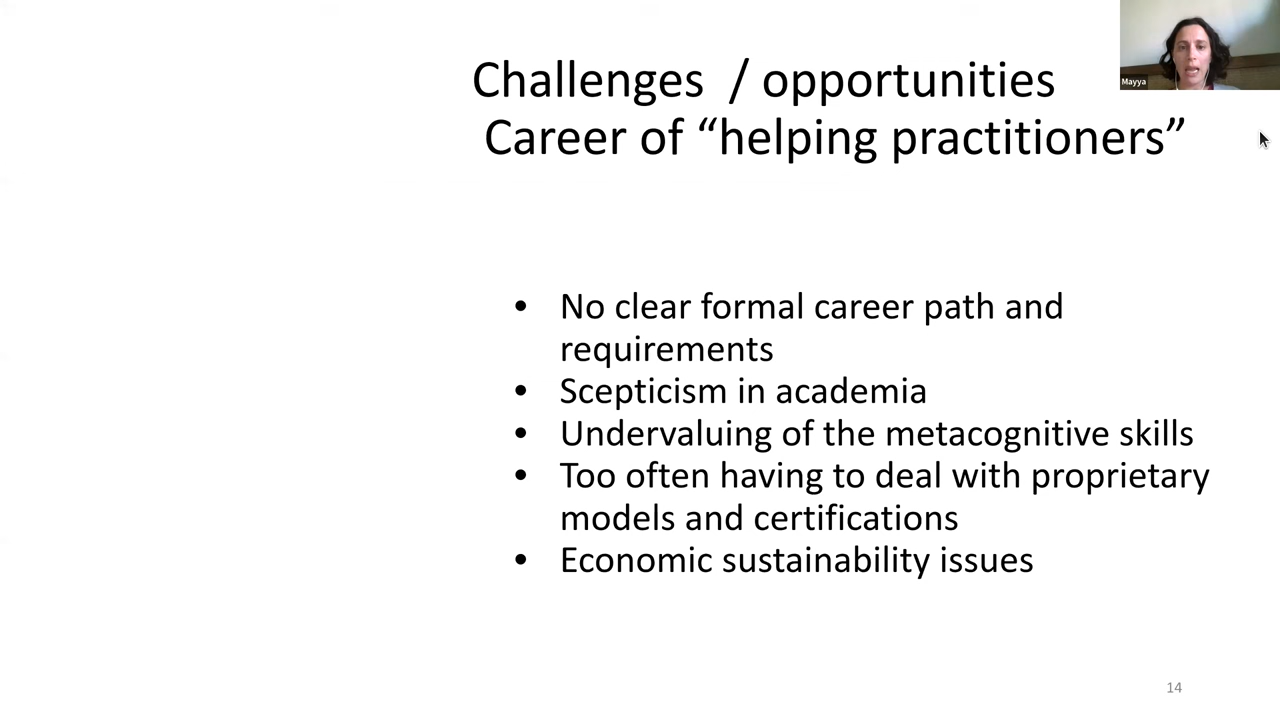 Challenges / opportunities
Career of “helping practitioners”
Mayya
• No clear formal career path and
requirements
• Scepticism in academia
• Undervaluing of the metacognitive skills
• Too often having to deal with proprietary
models and certifications
• Economic sustainability issues
14